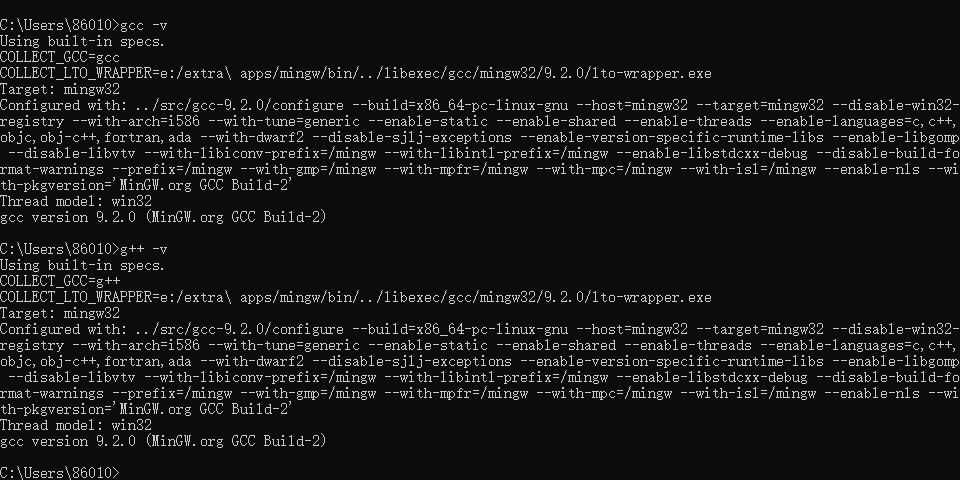 C:\Users\86010>gcc -v
Using built-in specs.
COLLECT_GCC=gcc
COLLECT_LTO_WRAPPER=e:/extra\ apps/mingw/bin/../libexec/gcc/mingw32/9.2.0/lto-wrapper.exe
Target: mingw32
Configured with: ../src/gcc-9.2.0/configure --build=x86_64-pc-linux-gnu --host=mingw32 --target=mingw32 --disable-win32-
registry --with-arch=i586 --with-tune=generic --enable-static --enable-shared --enable-threads --enable-languages=c,c++,
objc,obj-c++,fortran,ada --with-dwarf2 --disable-sjlj-exceptions --enable-version-specific-runtime-libs --enable-libgomp
 --disable-libvtv --with-libiconv-prefix=/mingw --with-libintl-prefix=/mingw --enable-libstdcxx-debug --disable-build-fo
rmat-warnings --prefix=/mingw --with-gmp=/mingw --with-mpfr=/mingw --with-mpc=/mingw --with-isl=/mingw --enable-nls --wi
th-pkgversion='MinGW.org GCC Build-2'
Thread model: win32
gcc version 9.2.0 (MinGW.org GCC Build-2)
C:\Users\86010>g++ -v
Using built-in specs.
COLLECT_GCC=g++
COLLECT_LTO_WRAPPER=e:/extra\ apps/mingw/bin/../libexec/gcc/mingw32/9.2.0/lto-wrapper.exe
Target: mingw32
Configured with: ../src/gcc-9.2.0/configure --build=x86_64-pc-linux-gnu --host=mingw32 --target=mingw32 --disable-win32-
registry --with-arch=i586 --with-tune=generic --enable-static --enable-shared --enable-threads --enable-languages=c,c++,
objc,obj-c++,fortran,ada --with-dwarf2 --disable-sjlj-exceptions --enable-version-specific-runtime-libs --enable-libgomp
 --disable-libvtv --with-libiconv-prefix=/mingw --with-libintl-prefix=/mingw --enable-libstdcxx-debug --disable-build-fo
rmat-warnings --prefix=/mingw --with-gmp=/mingw --with-mpfr=/mingw --with-mpc=/mingw --with-isl=/mingw --enable-nls --wi
th-pkgversion='MinGW.org GCC Build-2'
Thread model: win32
gcc version 9.2.0 (MinGW.org GCC Build-2)
C:\Users\86010>